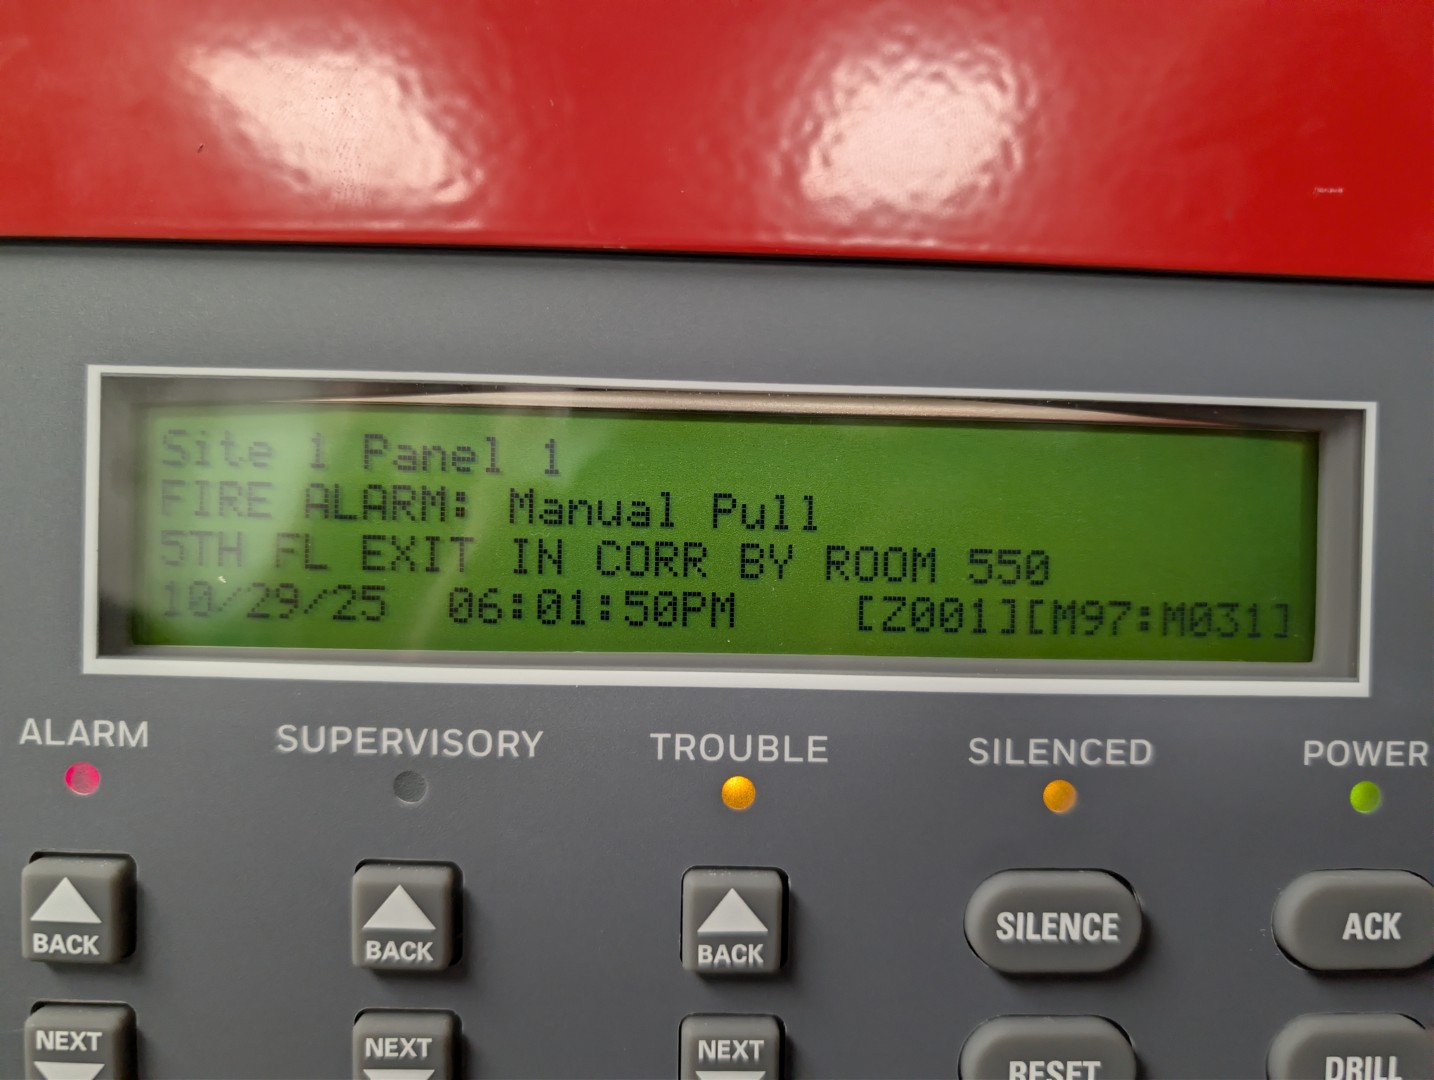 Site 1 Panel 1
FIRE ALARM: Manual Pull
5TH FL EXIT IN CORR BY ROOM 550
10/29/25 06:01:50PM [Z001][M97:M031]
ALARM SUPERVISORY TROUBLE SILENCED POWER
BACK BACK BACK SILENCE ACK
NEXT NEXT NEXT RESET DRILL